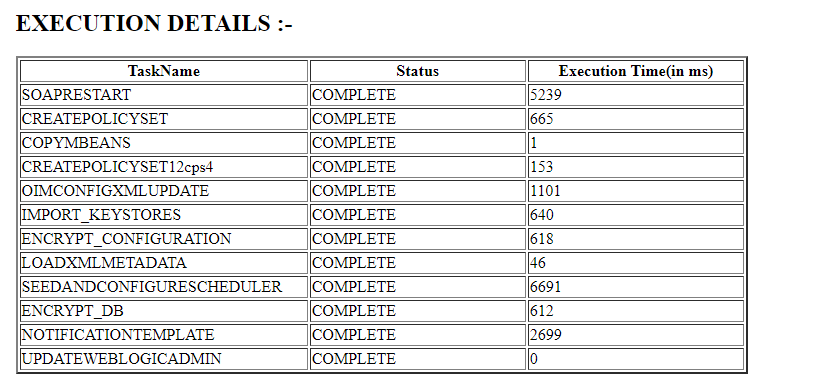 EXECUTION DETAILS :-
TaskName Status Execution Time(in ms)
SOAPRESTART COMPLETE 5239
CREATEPOLICYSET COMPLETE 665
COPYMBEANS COMPLETE 1
CREATEPOLICYSET12cps4 COMPLETE 153
OIMCONFIGXMLUPDATE COMPLETE 1101
IMPORT_KEYSTORES COMPLETE 640
ENCRYPT_CONFIGURATION COMPLETE 618
LOADXMLMETADATA COMPLETE 46
SEEDANDCONFIGURESCHEDULER COMPLETE 6691
ENCRYPT_DB COMPLETE 612
NOTIFICATIONTEMPLATE COMPLETE 2699
UPDATEWEBLOGICADMIN COMPLETE 0